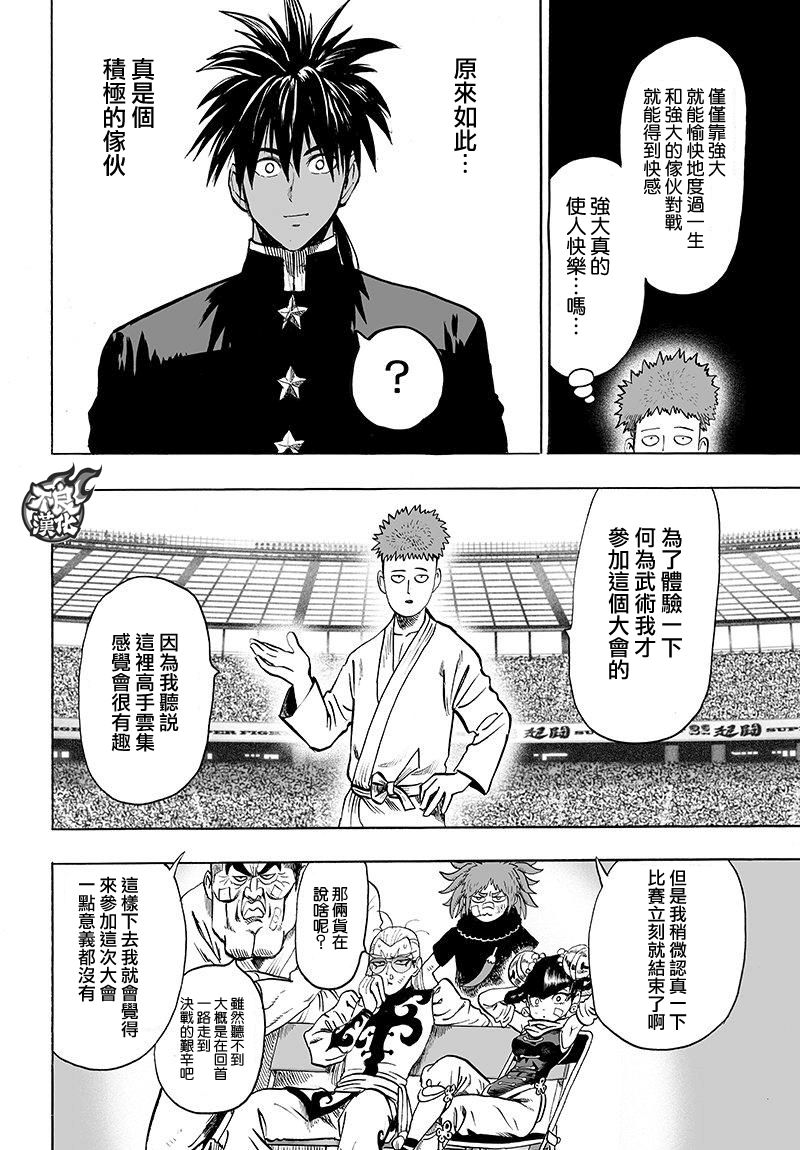 僅僅靠強大
就能愉快地度過一生
和強大的傢伙對戰
就能得到快感
強大真的
使人快樂…嗎…
原來如此…
真是個
積極的傢伙
？
不良
漢化
為了體驗一下
何為武術我才
參加這個大會的
因為我聽說
這裡高手雲集
感覺會很有趣
但是我稍微認真一下
比賽立刻就結束了啊
那倆貨在
說啥呢？
雖然聽不到
大概是在回首
一路走到
決戰的艱辛吧
這樣下去我就會覺得
來參加這次大會
一點意義都沒有